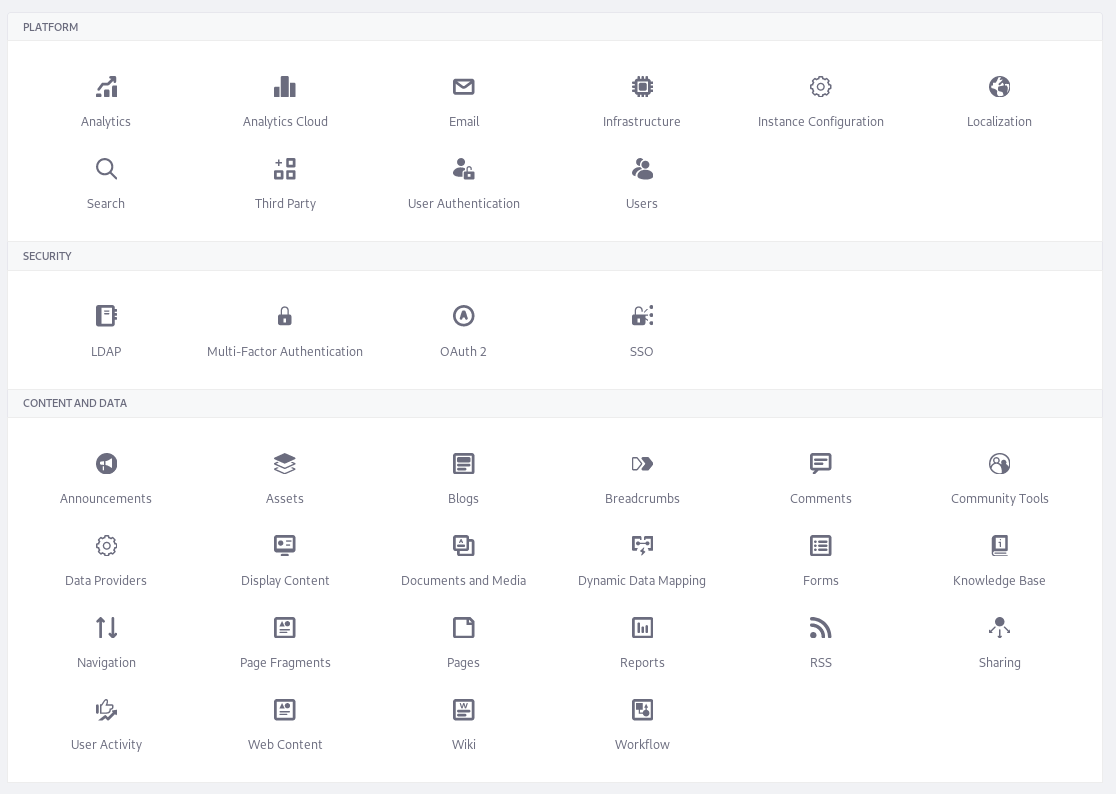 PLATFORM
Analytics
Analytics Cloud
Email
Infrastructure
Instance Configuration
Localization
Search
Third Party
User Authentication
Users
SECURITY
LDAP
Multi-Factor Authentication
OAuth 2
SSO
CONTENT AND DATA
Announcements
Assets
Blogs
Breadcrumbs
Comments
Community Tools
Data Providers
Display Content
Documents and Media
Dynamic Data Mapping
Forms
Knowledge Base
Navigation
Page Fragments
Pages
Reports
RSS
Sharing
User Activity
Web Content
Wiki
Workflow